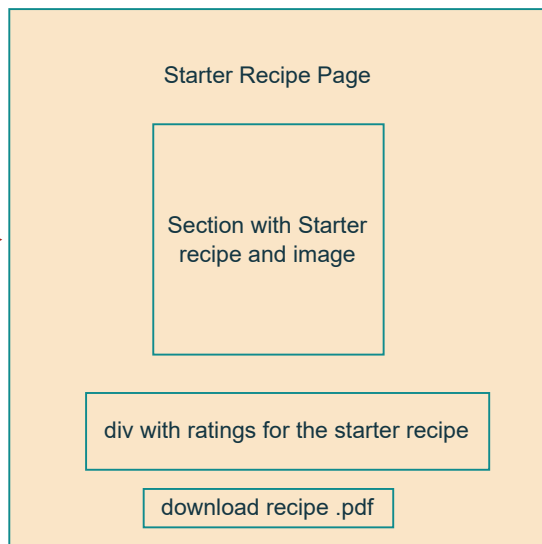 Starter Recipe Page
Section with Starter
recipe and image
div with ratings for the starter recipe
download recipe .pdf